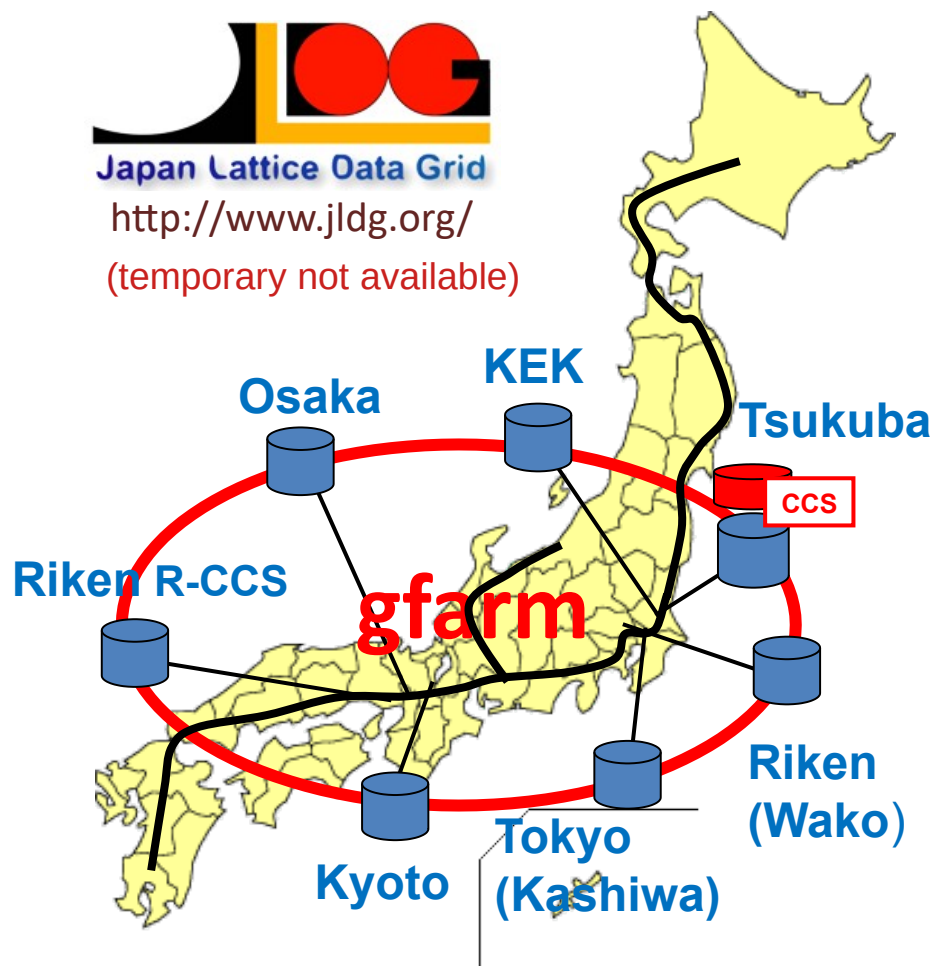 JLDG
Japan Lattice Data Grid
http://www.jldg.org/
(temporary not available)
KEK
Osaka
Tsukuba
CCS
Riken R-CCS
gfarm
Riken
(Wako)
Tokyo
(Kashiwa)
Kyoto